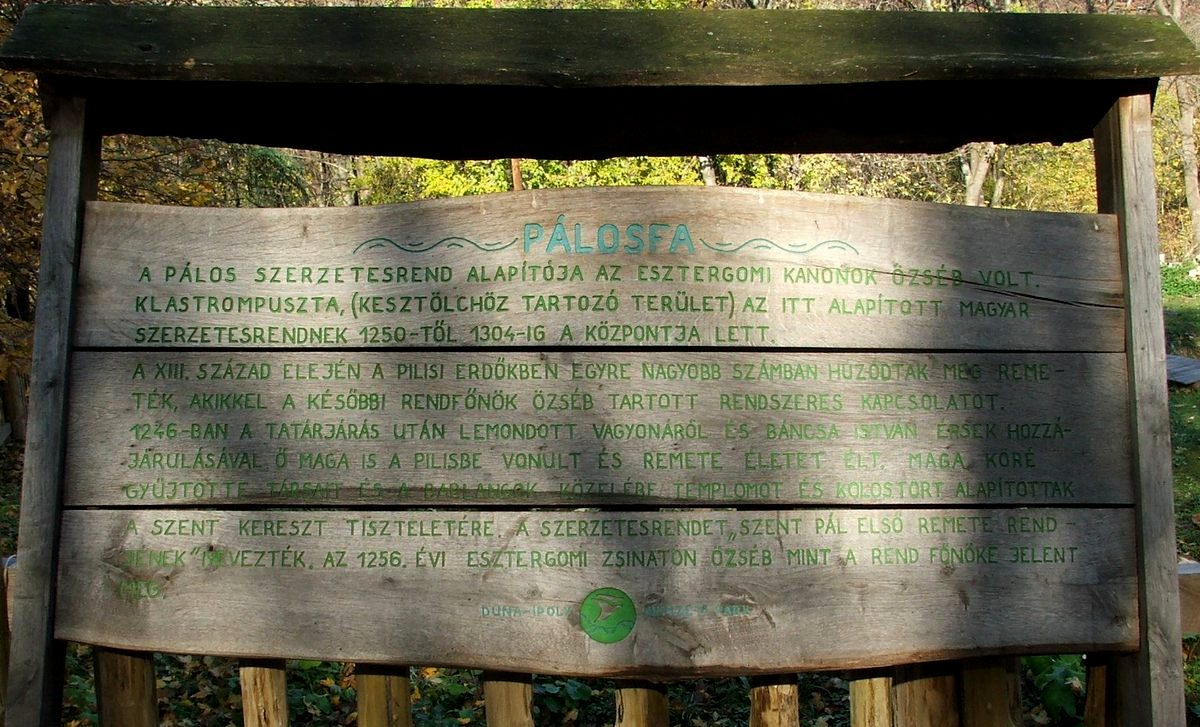 PÁLOSFA
A PÁLOS SZERZETESREND ALAPÍTÓJA AZ ESZTERGOMI KANONOK ÖZSÉB VOLT.
KLASTROMPUSZTA, (KESZTÖLCHÖZ TARTOZÓ TERÜLET) AZ ITT ALAPÍTOTT MAGYAR
SZERZETESRENDNEK 1250-TŐL 1304-IG A KÖZPONTJA LETT.
A XIII. SZÁZAD ELEJÉN A PILISI ERDŐKBEN EGYRE NAGYOBB SZÁMBAN HUZÓDTAK MEG REME-
TÉK, AKIKKEL A KÉSŐBBI RENDFŐNÖK ÖZSÉB TARTOTT RENDSZERES KAPCSOLATOT.
1246-BAN A TATÁRJÁRÁS UTÁN LEMONDOTT VAGYONÁRÓL ÉS BÁNCSA ISTVÁN ÉRSEK HOZZÁ-
JÁRULÁSÁVAL Ő MAGA IS A PILISBE VONULT ÉS REMETE ÉLETET ÉLT. MAGA KÖRÉ
GYŰJTÖTTE TÁRSAIT ÉS A BARLANGOK KÖZELÉBE TEMPLOMOT ÉS KOLOSTORT ALAPÍTOTTAK
A SZENT KERESZT TISZTELETÉRE. A SZERZETESRENDET „SZENT PÁL ELSŐ REMETE REND-
JÉNEK" NEVEZTÉK. AZ 1256. ÉVI ESZTERGOMI ZSINATON ÖZSÉB MINT A REND FŐNÖKE JELENT
MEG.
DUNA-IPOLY NEMZETI PARK